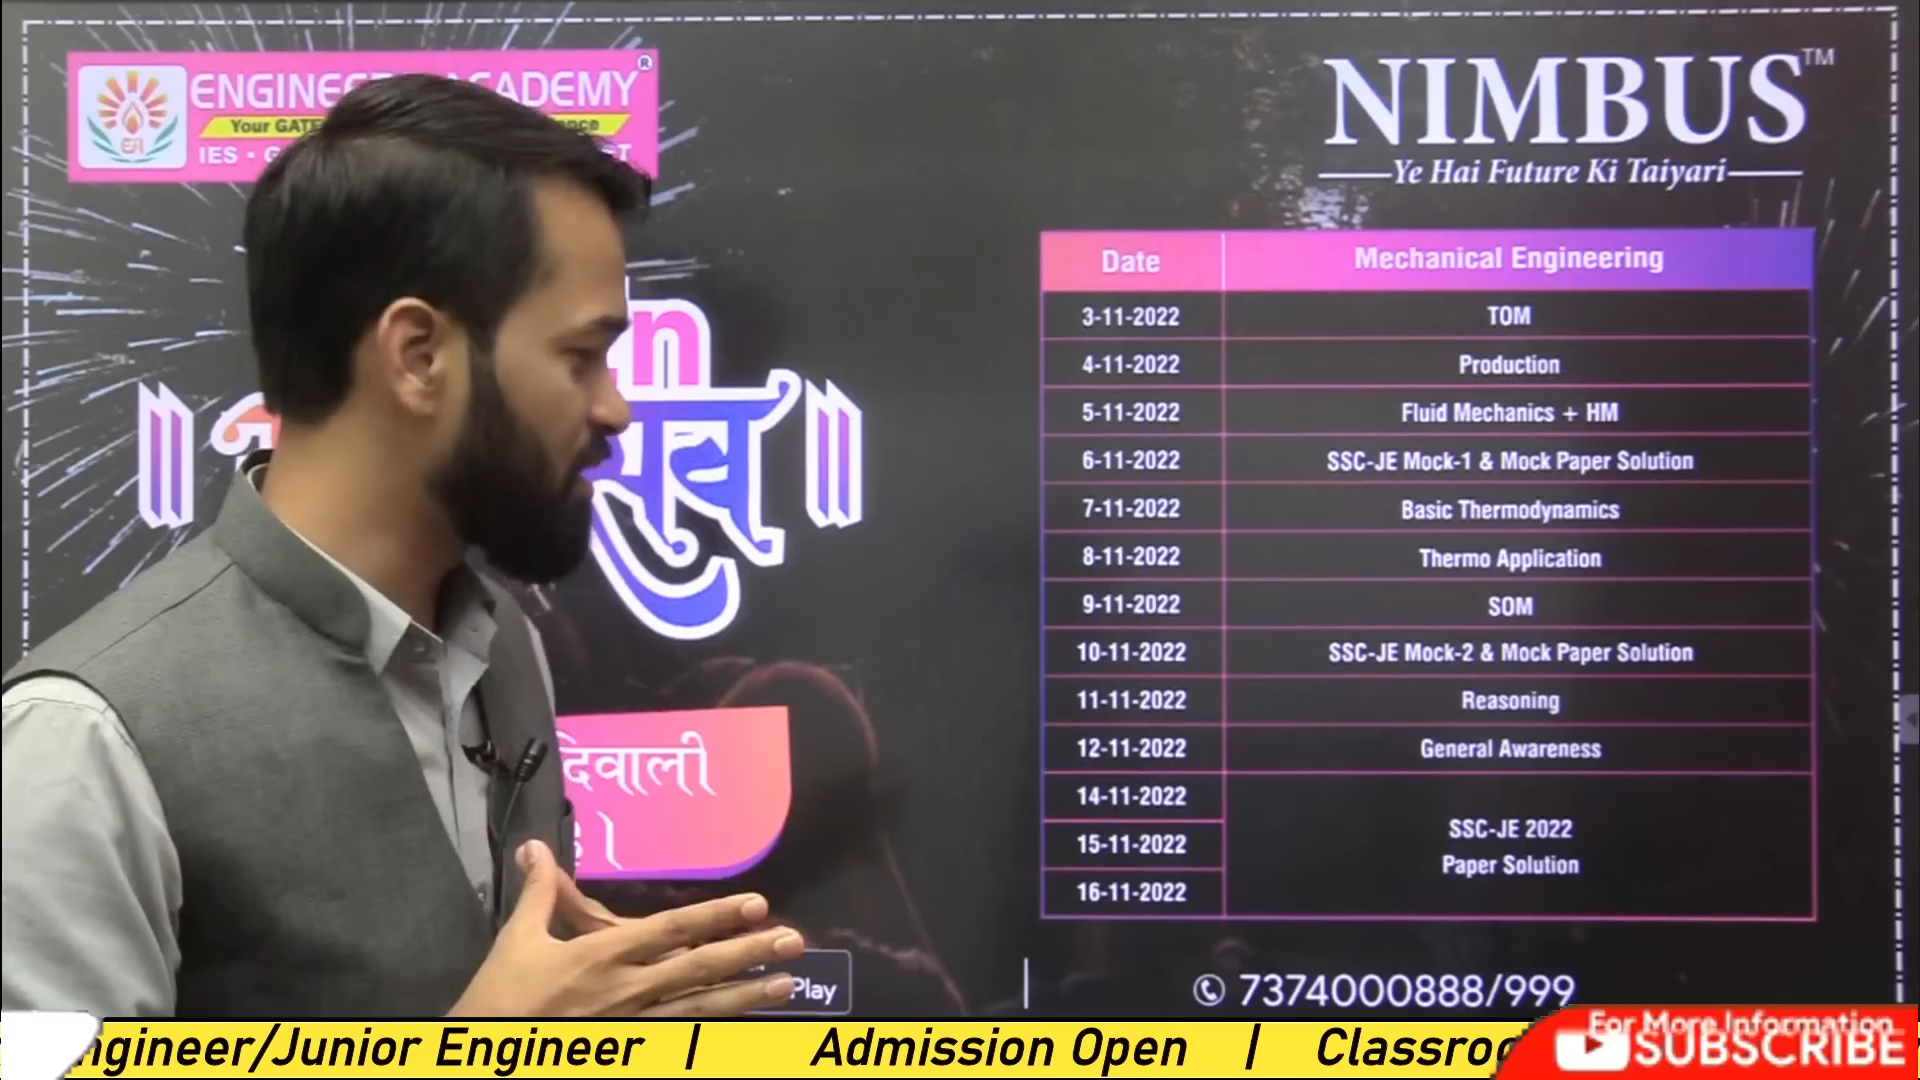 ENGINE ADEMY®
Your GATE
IES •
NIMBUS™
Ye Hai Future Ki Taiyari
Date Mechanical Engineering
3-11-2022 TOM
4-11-2022 Production
5-11-2022 Fluid Mechanics + HM
6-11-2022 SSC-JE Mock-1 & Mock Paper Solution
7-11-2022 Basic Thermodynamics
8-11-2022 Thermo Application
9-11-2022 SOM
10-11-2022 SSC-JE Mock-2 & Mock Paper Solution
11-11-2022 Reasoning
12-11-2022 General Awareness
14-11-2022
15-11-2022
16-11-2022
SSC-JE 2022
Paper Solution
दिवाली
Play
7374000888/999
ngineer/Junior Engineer | Admission Open | Classro
For More Information
SUBSCRIBE